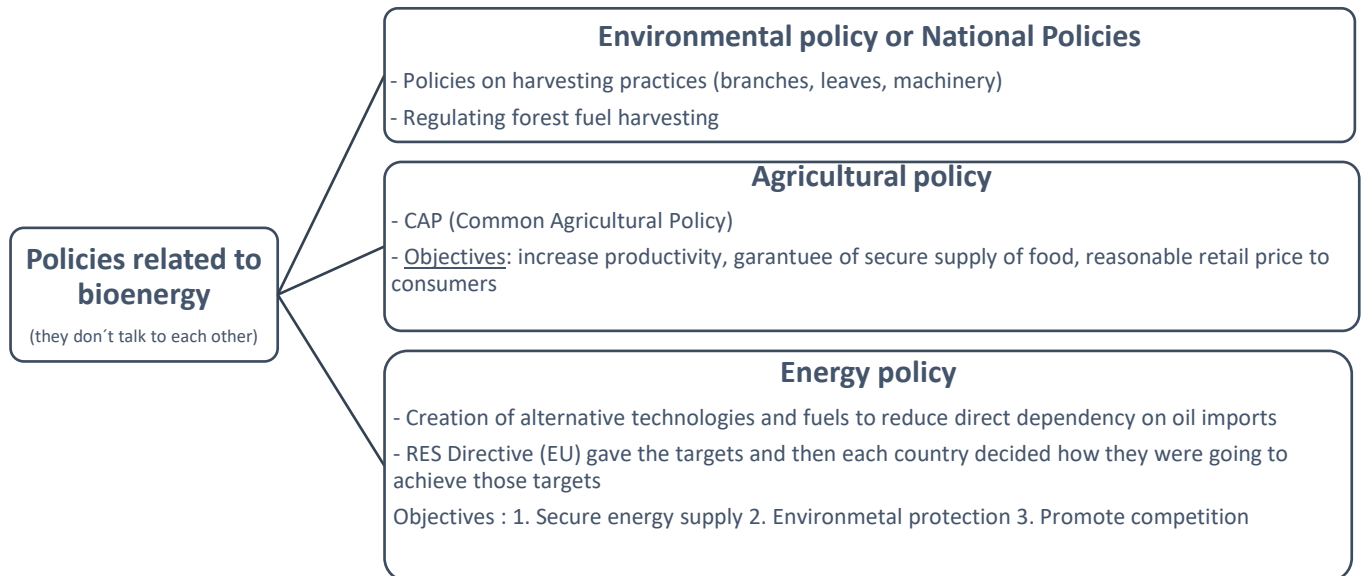 Environmental policy or National Policies
- Policies on harvesting practices (branches, leaves, machinery)
- Regulating forest fuel harvesting
Agricultural policy
- CAP (Common Agricultural Policy)
- Objectives: increase productivity, garantuee of secure supply of food, reasonable retail price to
consumers
Policies related to
bioenergy
(they don´t talk to each other)
Energy policy
- Creation of alternative technologies and fuels to reduce direct dependency on oil imports
- RES Directive (EU) gave the targets and then each country decided how they were going to
achieve those targets
Objectives : 1. Secure energy supply 2. Environmetal protection 3. Promote competition